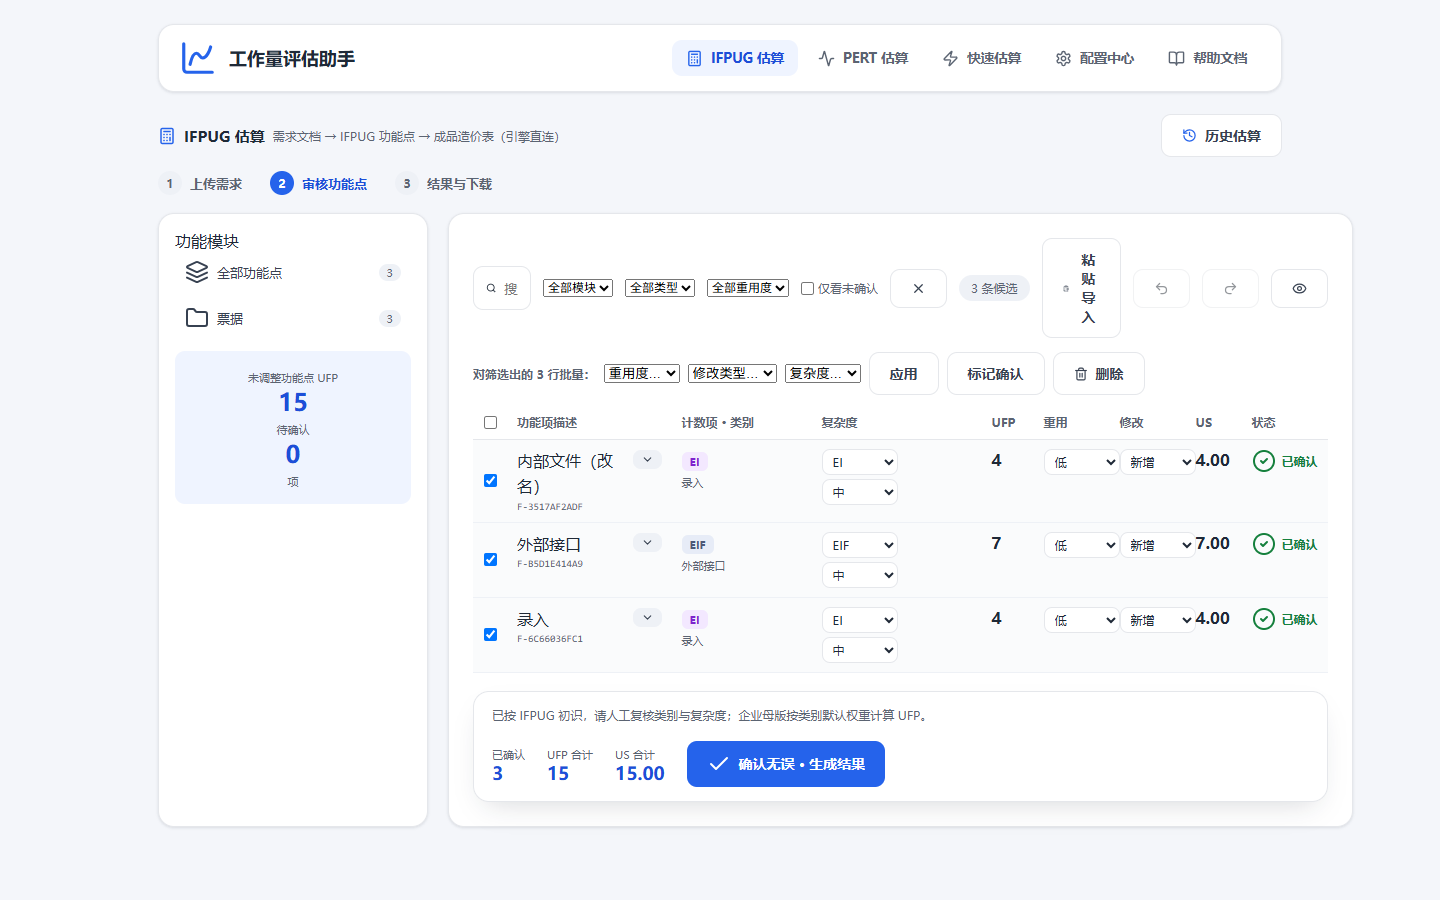 工作量评估助手
IFPUG 估算
PERT 估算
快速估算
配置中心
帮助文档
IFPUG 估算 需求文档 → IFPUG 功能点 → 成品造价表（引擎直连）
历史估算
1 上传需求 2 审核功能点 3 结果与下载
功能模块
全部功能点 3
票据 3
未调整功能点 UFP
15
待确认
0
项
搜 全部模块 全部类型 全部重用度 仅看未确认 3 条候选 粘贴导入
对筛选出的 3 行批量： 重用度... 修改类型... 复杂度... 应用 标记确认 删除
功能项描述 计数项 • 类别 复杂度 UFP 重用 修改 US 状态
内部文件（改名） EI EI 4 低 新增 4.00 已确认
F-3517AF2ADF 录入 中
外部接口 EIF EIF 7 低 新增 7.00 已确认
F-B5D1E414A9 外部接口 中
录入 EI EI 4 低 新增 4.00 已确认
F-6C66036FC1 录入 中
已按 IFPUG 初识，请人工复核类别与复杂度；企业母版按类别默认权重计算 UFP。
已确认 UFP 合计 US 合计
3 15 15.00
确认无误 • 生成结果